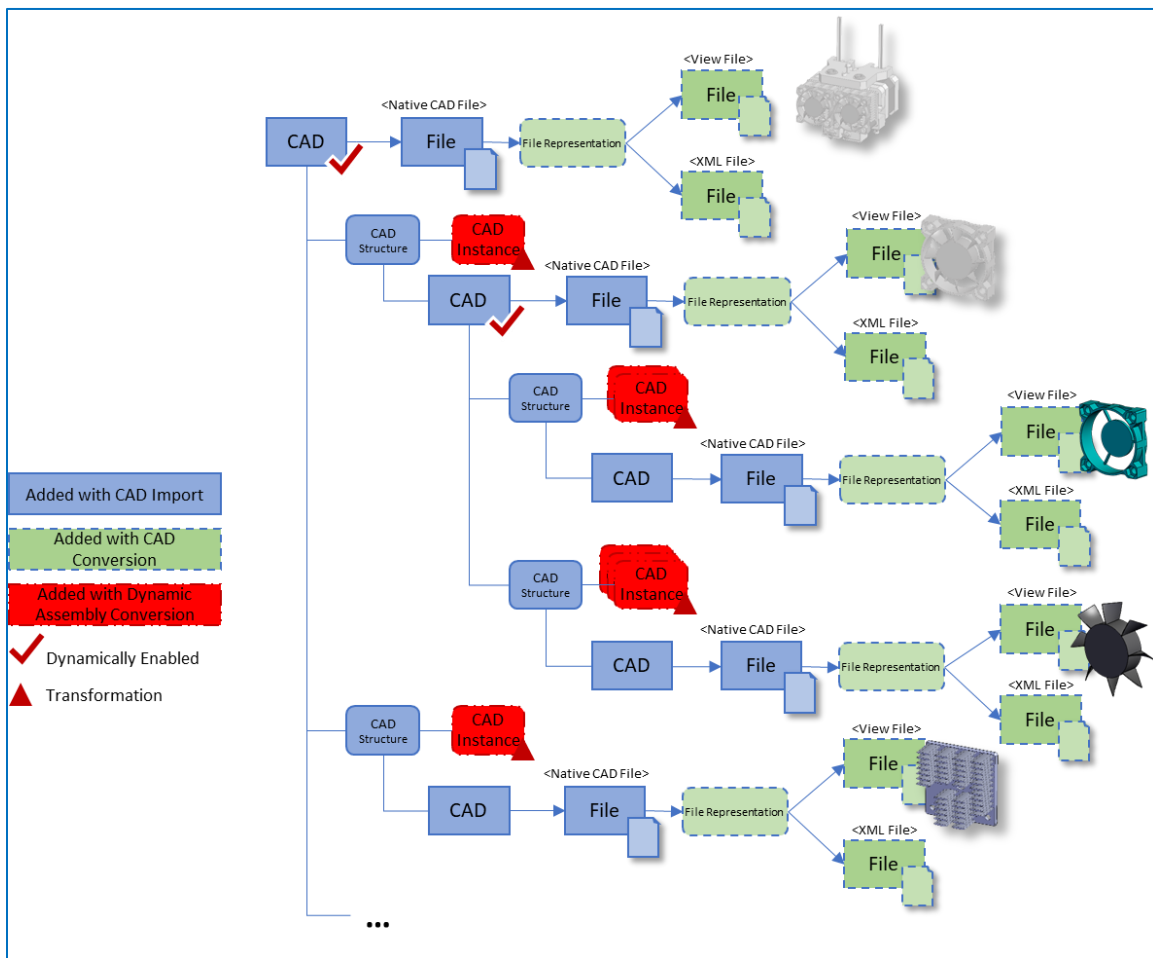 <View File>
File
<Native CAD File>
CAD
File
File Representation
<XML File>
File
<View File>
File
CAD
Structure
CAD
Instance
<Native CAD File>
CAD
File
File Representation
<XML File>
File
CAD
Structure
CAD
Instance
<View File>
File
<Native CAD File>
CAD
File
File Representation
<XML File>
File
Added with CAD Import
Added with CAD
Conversion
Added with Dynamic
Assembly Conversion
Dynamically Enabled
Transformation
CAD
Structure
CAD
Instance
<View File>
File
<Native CAD File>
CAD
File
File Representation
<XML File>
File
CAD
Structure
CAD
Instance
<View File>
File
<Native CAD File>
CAD
File
File Representation
<XML File>
File
...